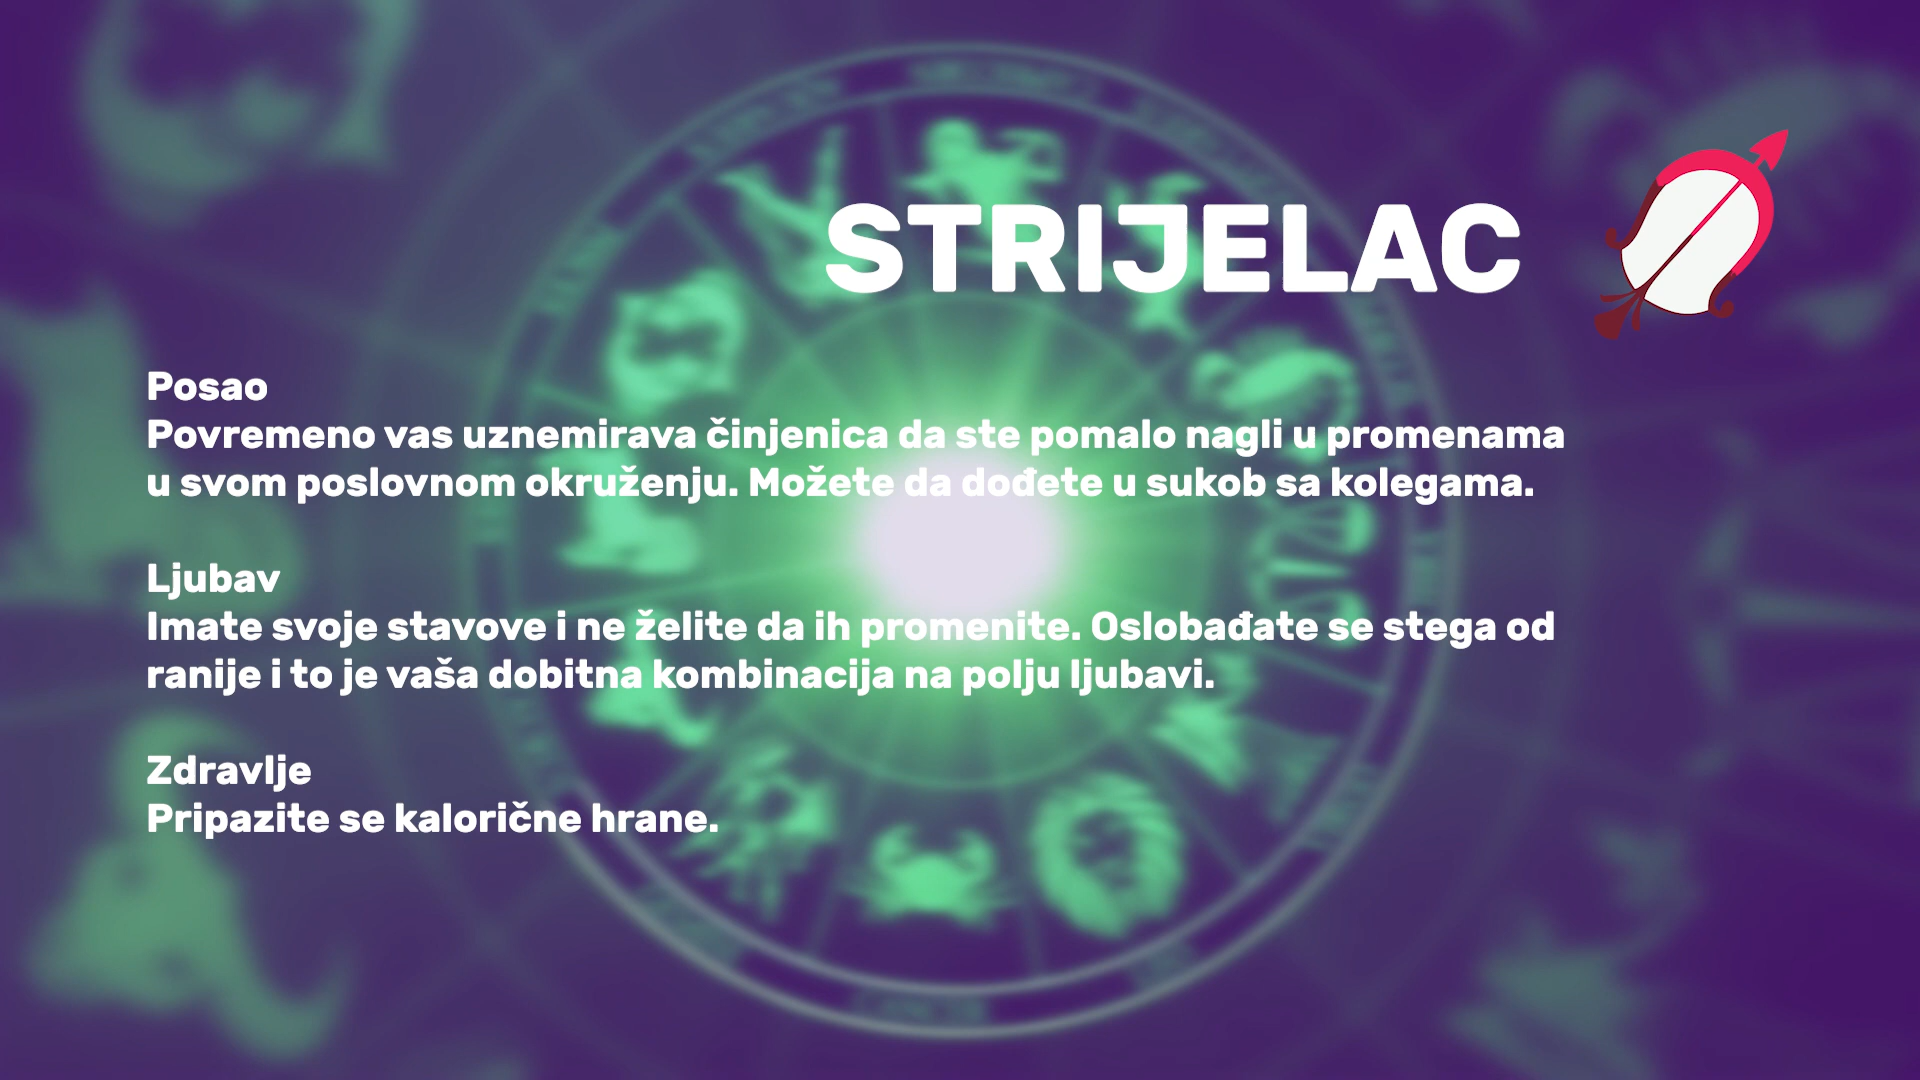 STRIJELAC
Posao
Povremeno vas uznemirava činjenica da ste pomalo nagli u promenama
u svom poslovnom okruženju. Možete da dođete u sukob sa kolegama.
Ljubav
Imate svoje stavove i ne želite da ih promenite. Oslobađate se stega od
ranije i to je vaša dobitna kombinacija na polju ljubavi.
Zdravlje
Pripazite se kalorične hrane.